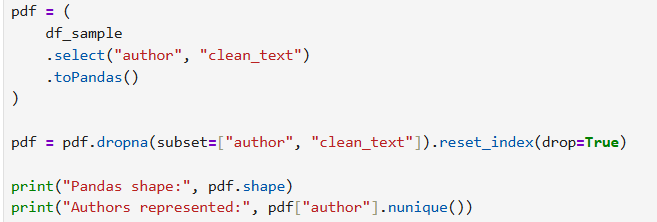 pdf = (
    df_sample
    .select("author", "clean_text")
    .toPandas()
)

pdf = pdf.dropna(subset=["author", "clean_text"]).reset_index(drop=True)

print("Pandas shape:", pdf.shape)
print("Authors represented:", pdf["author"].nunique())